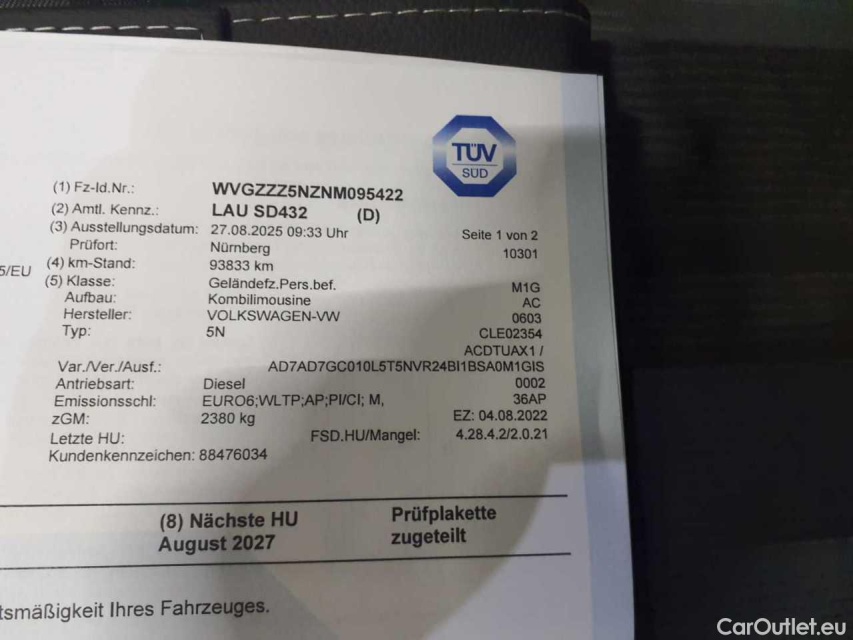 TÜV
SÜD
(1) Fz-Id.Nr.: WVGZZZ5NZNM095422
(2) Amtl. Kennz.: LAU SD432 (D)
(3) Ausstellungsdatum: 27.08.2025 09:33 Uhr Seite 1 von 2
Prüfort: Nürnberg 10301
5/EU (4) km-Stand: 93833 km
(5) Klasse: Geländefz.Pers.bef. M1G
Aufbau: Kombilimousine AC
Hersteller: VOLKSWAGEN-VW 0603
Typ: 5N CLE02354
ACDTUAX1 /
Var./Ver./Ausf.: AD7AD7GC010L5T5NVR24BI1BSA0M1GIS
Antriebsart: Diesel 0002
Emissionsschl: EURO6;WLTP;AP;PI/CI; M, 36AP
zGM: 2380 kg EZ: 04.08.2022
Letzte HU: FSD.HU/Mangel: 4.28.4.2/2.0.21
Kundenkennzeichen: 88476034
(8) Nächste HU Prüfplakette
August 2027 zugeteilt
tsmäßigkeit Ihres Fahrzeuges.
CarOutlet.eu